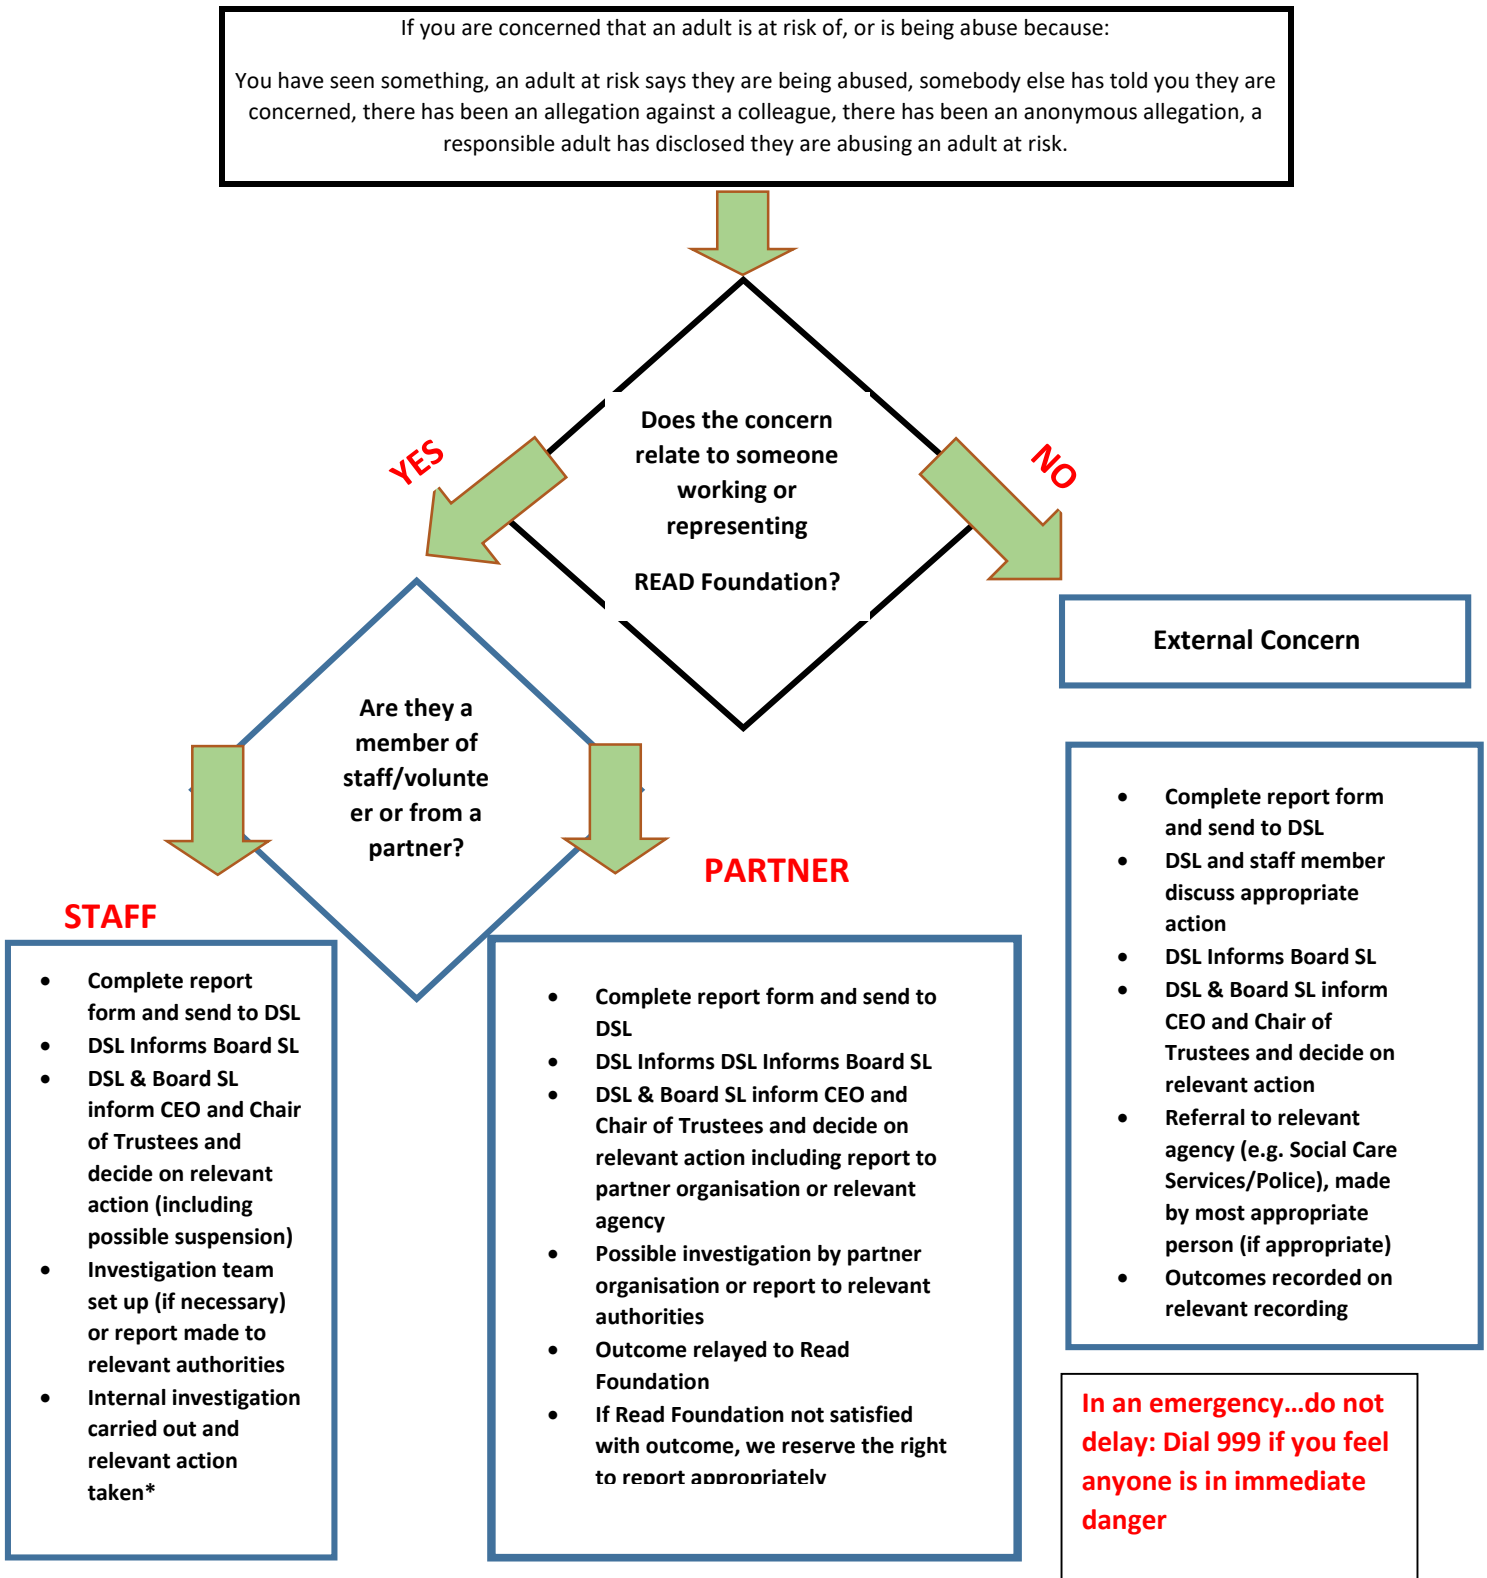 If you are concerned that an adult is at risk of, or is being abuse because:
You have seen something, an adult at risk says they are being abused, somebody else has told you they are
concerned, there has been an allegation against a colleague, there has been an anonymous allegation, a
responsible adult has disclosed they are abusing an adult at risk.
Does the concern
relate to someone
working or
representing
READ Foundation?
YES
NO
Are they a
member of
staff/volunte
er or from a
partner?
External Concern
STAFF
• Complete report
form and send to DSL
• DSL Informs Board SL
• DSL & Board SL
inform CEO and Chair
of Trustees and
decide on relevant
action (including
possible suspension)
• Investigation team
set up (if necessary)
or report made to
relevant authorities
• Internal investigation
carried out and
relevant action
taken*
PARTNER
• Complete report form and send to
DSL
• DSL Informs DSL Informs Board SL
• DSL & Board SL inform CEO and
Chair of Trustees and decide on
relevant action including report to
partner organisation or relevant
agency
• Possible investigation by partner
organisation or report to relevant
authorities
• Outcome relayed to Read
Foundation
• If Read Foundation not satisfied
with outcome, we reserve the right
to report appropriately
• Complete report form
and send to DSL
• DSL and staff member
discuss appropriate
action
• DSL Informs Board SL
• DSL & Board SL inform
CEO and Chair of
Trustees and decide on
relevant action
• Referral to relevant
agency (e.g. Social Care
Services/Police), made
by most appropriate
person (if appropriate)
• Outcomes recorded on
relevant recording
In an emergency…do not
delay: Dial 999 if you feel
anyone is in immediate
danger